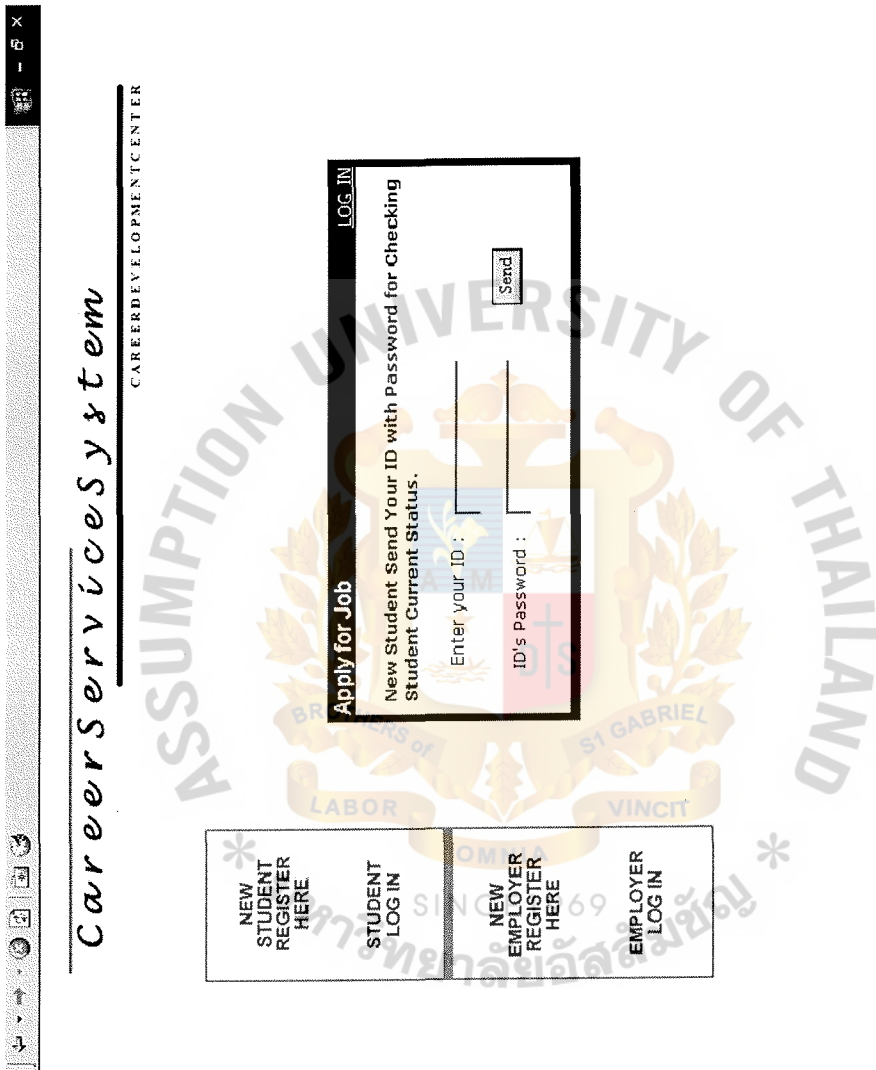 CareerServiceSystem
CAREERDEVELOPMENTCENTER
NEW
STUDENT
REGISTER
HERE
STUDENT
LOG IN
NEW
EMPLOYER
REGISTER
HERE
EMPLOYER
LOG IN
Apply for Job LOG IN
New Student Send Your ID with Password for Checking
Student Current Status.
Enter your ID :
ID's Password :
Send
ASSUMPTION UNIVERSITY OF THAILAND
A M
D S
BROTHERS of ST GABRIEL
LABOR
OMNIA
VINCIT
SINCE 1969